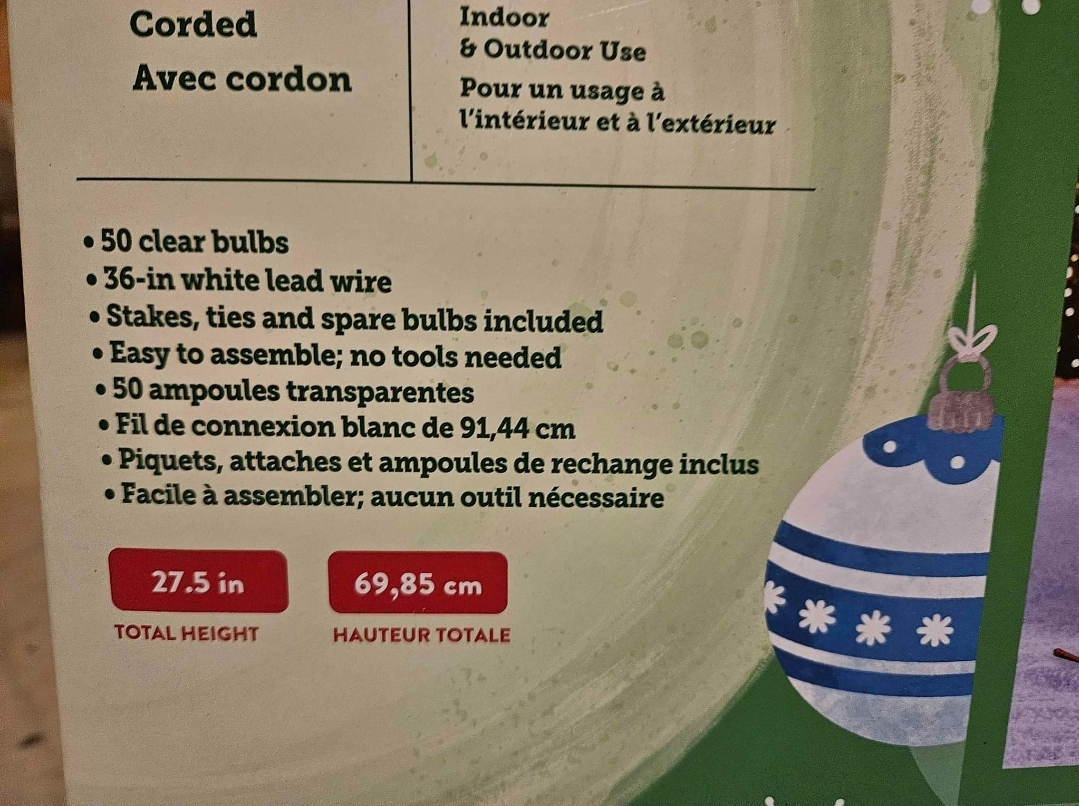 Corded
Avec cordon
Indoor
& Outdoor Use
Pour un usage à
l'intérieur et à l'extérieur
• 50 clear bulbs
• 36-in white lead wire
• Stakes, ties and spare bulbs included
• Easy to assemble; no tools needed
• 50 ampoules transparentes
• Fil de connexion blanc de 91,44 cm
• Piquets, attaches et ampoules de rechange inclus
• Facile à assembler; aucun outil nécessaire
27.5 in
TOTAL HEIGHT
69,85 cm
HAUTEUR TOTALE